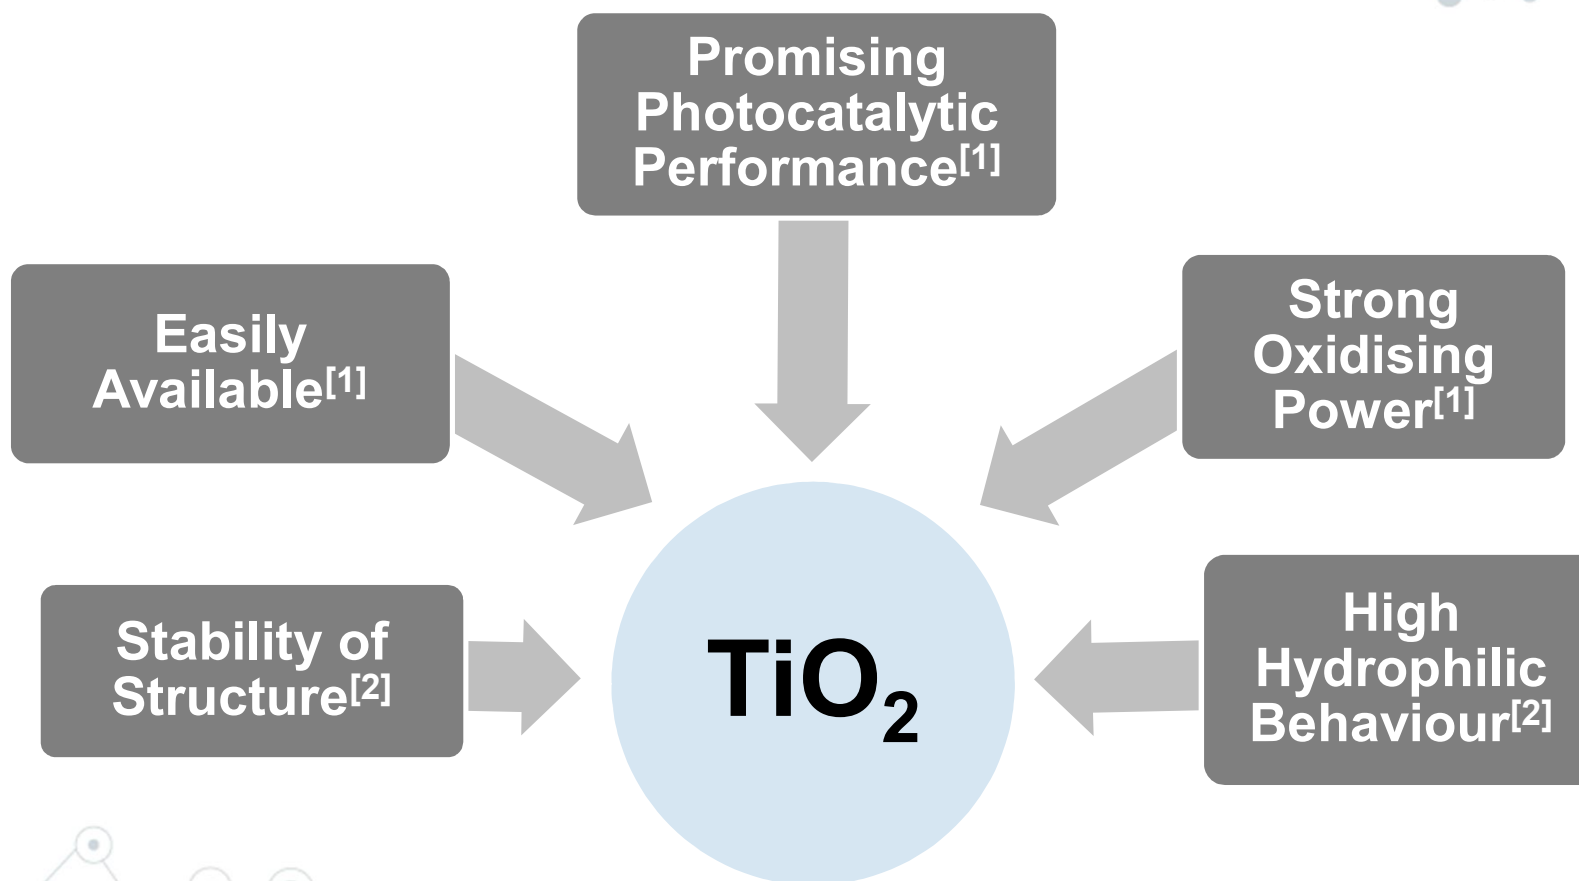 Promising
Photocatalytic
Performance[1]
Easily
Available[1]
Strong
Oxidising
Power[1]
Stability of
Structure[2]
High
Hydrophilic
Behaviour[2]
TiO₂